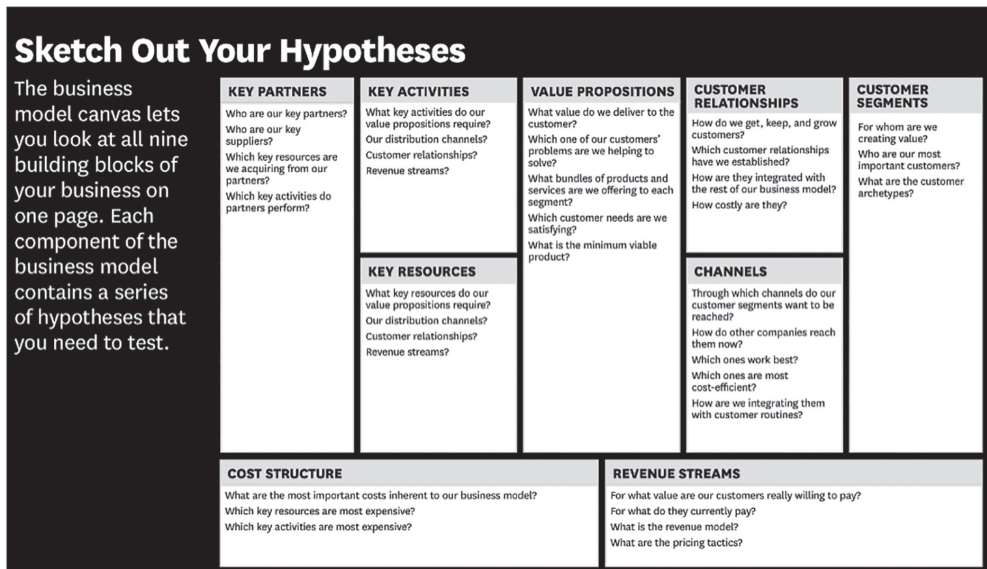 Sketch Out Your Hypotheses
The business
model canvas lets
you look at all nine
building blocks of
your business on
one page. Each
component of the
business model
contains a series
of hypotheses that
you need to test.
KEY PARTNERS
Who are our key partners?
Who are our key
suppliers?
Which key resources are
we acquiring from our
partners?
Which key activities do
partners perform?
KEY ACTIVITIES
What key activities do our
value propositions require?
Our distribution channels?
Customer relationships?
Revenue streams?
KEY RESOURCES
What key resources do our
value propositions require?
Our distribution channels?
Customer relationships?
Revenue streams?
VALUE PROPOSITIONS
What value do we deliver to the
customer?
Which one of our customers'
problems are we helping to
solve?
What bundles of products and
services are we offering to each
segment?
Which customer needs are we
satisfying?
What is the minimum viable
product?
CUSTOMER
RELATIONSHIPS
How do we get, keep, and grow
customers?
Which customer relationships
have we established?
How are they integrated with
the rest of our business model?
How costly are they?
CHANNELS
Through which channels do our
customer segments want to be
reached?
How do other companies reach
them now?
Which ones work best?
Which ones are most
cost-efficient?
How are we integrating them
with customer routines?
CUSTOMER
SEGMENTS
For whom are we
creating value?
Who are our most
important customers?
What are the customer
archetypes?
COST STRUCTURE
What are the most important costs inherent to our business model?
Which key resources are most expensive?
Which key activities are most expensive?
REVENUE STREAMS
For what value are our customers really willing to pay?
For what do they currently pay?
What is the revenue model?
What are the pricing tactics?